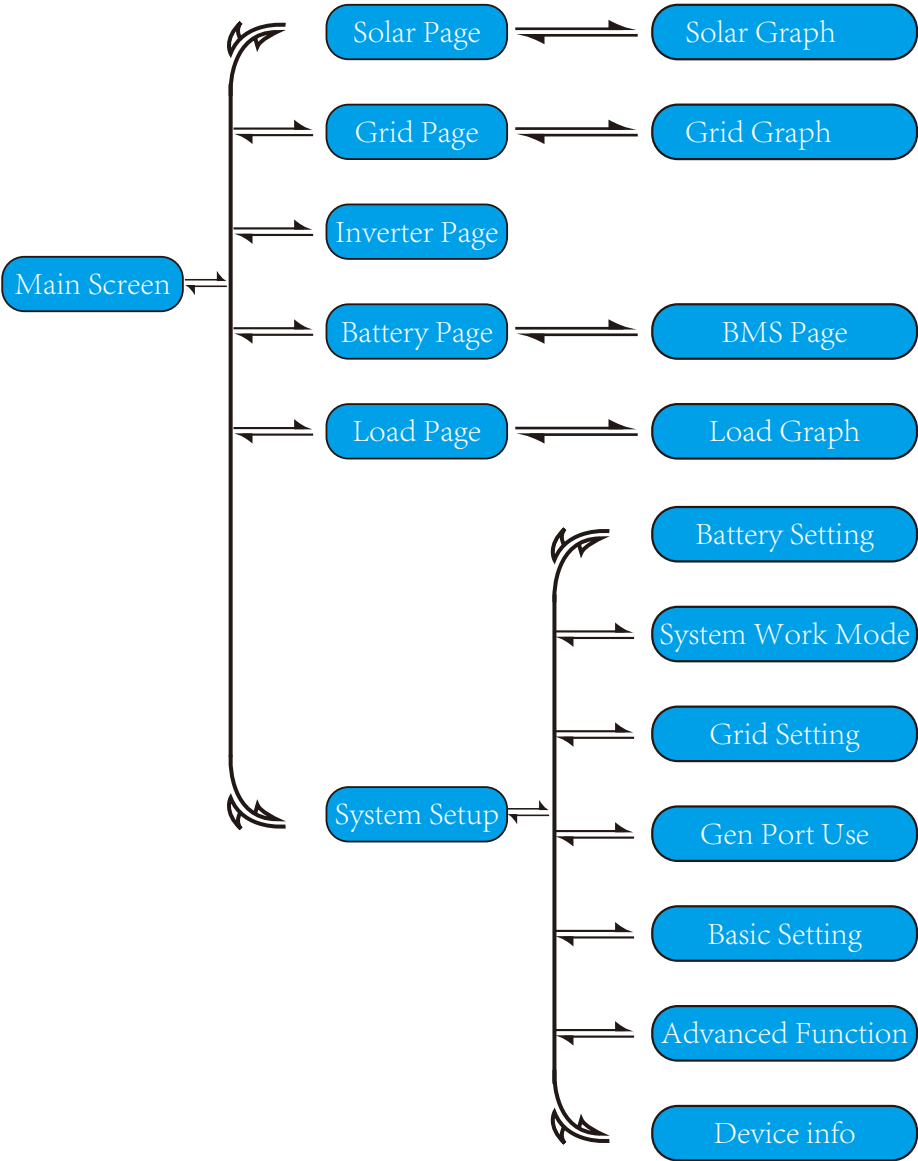 Solar Page
Solar Graph
Grid Page
Grid Graph
Inverter Page
Main Screen
Battery Page
BMS Page
Load Page
Load Graph
Battery Setting
System Work Mode
Grid Setting
System Setup
Gen Port Use
Basic Setting
Advanced Function
Device info